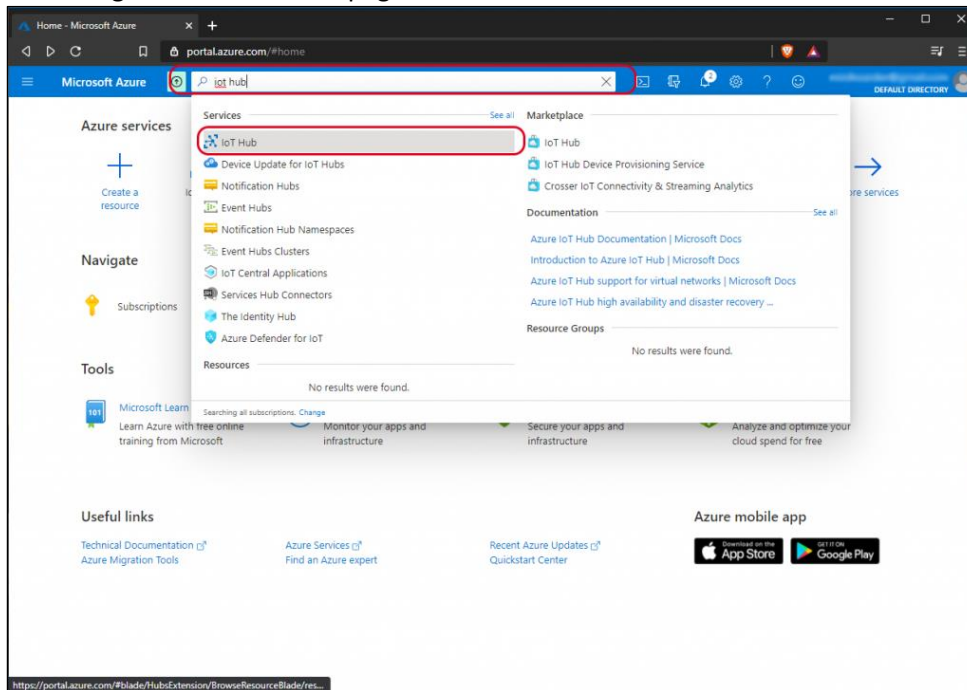 Home - Microsoft Azure
portal.azure.com/#home
Microsoft Azure
iot hub
DEFAULT DIRECTORY
Azure services
Create a
resource
Services
See all
IoT Hub
Device Update for IoT Hubs
Notification Hubs
Event Hubs
Notification Hub Namespaces
Event Hubs Clusters
IoT Central Applications
Services Hub Connectors
The Identity Hub
Azure Defender for IoT
Resources
No results were found.
Searching all subscriptions. Change
Marketplace
IoT Hub
IoT Hub Device Provisioning Service
Crosser IoT Connectivity & Streaming Analytics
Documentation
See all
Azure IoT Hub Documentation | Microsoft Docs
Introduction to Azure IoT Hub | Microsoft Docs
Azure IoT Hub support for virtual networks | Microsoft Docs
Azure IoT Hub high availability and disaster recovery ...
Resource Groups
No results were found.
services
Navigate
Subscriptions
Tools
101
Microsoft Learn
Learn Azure with free online
training from Microsoft
Monitor your apps and
infrastructure
Secure your apps and
infrastructure
Analyze and optimize your
cloud spend for free
Useful links
Technical Documentation
Azure Migration Tools
Azure Services
Find an Azure expert
Recent Azure Updates
Quickstart Center
Azure mobile app
Download on the
App Store
GET IT ON
Google Play
https://portal.azure.com/#blade/HubsExtension/BrowseResourceBlade/res...